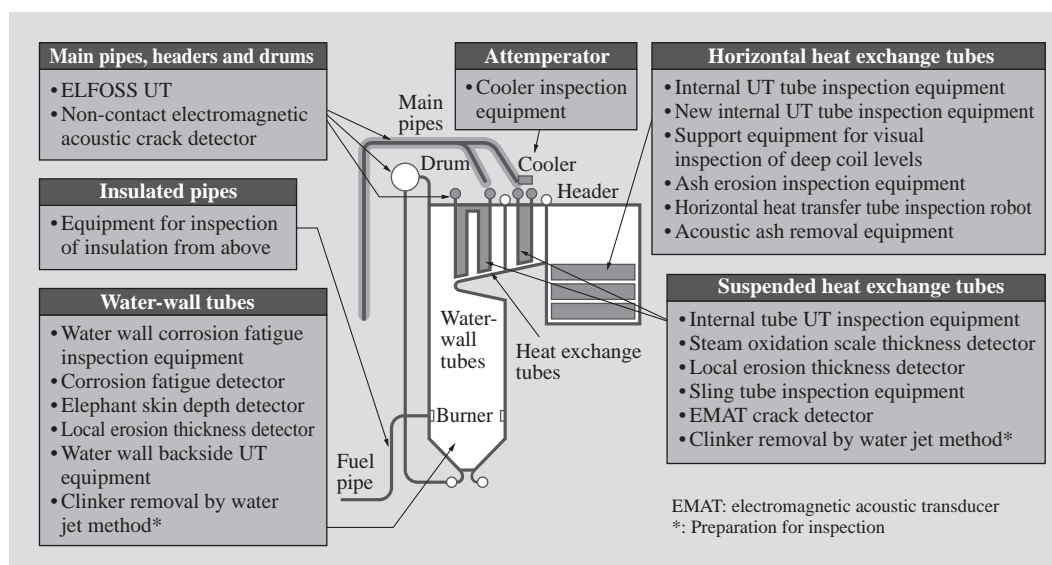 Main pipes, headers and drums
• ELFOSS UT
• Non-contact electromagnetic
acoustic crack detector
Insulated pipes
• Equipment for inspection
of insulation from above
Water-wall tubes
• Water wall corrosion fatigue
inspection equipment
• Corrosion fatigue detector
• Elephant skin depth detector
• Local erosion thickness detector
• Water wall backside UT
equipment
• Clinker removal by water
jet method*
Attemperator
• Cooler inspection
equipment
Main
pipes
Drum
Cooler
Header
Water-
wall
tubes
Heat exchange
tubes
Burner
Fuel
pipe
Horizontal heat exchange tubes
• Internal UT tube inspection equipment
• New internal UT tube inspection equipment
• Support equipment for visual
inspection of deep coil levels
• Ash erosion inspection equipment
• Horizontal heat transfer tube inspection robot
• Acoustic ash removal equipment
Suspended heat exchange tubes
• Internal tube UT inspection equipment
• Steam oxidation scale thickness detector
• Local erosion thickness detector
• Sling tube inspection equipment
• EMAT crack detector
• Clinker removal by water jet method*
EMAT: electromagnetic acoustic transducer
*: Preparation for inspection